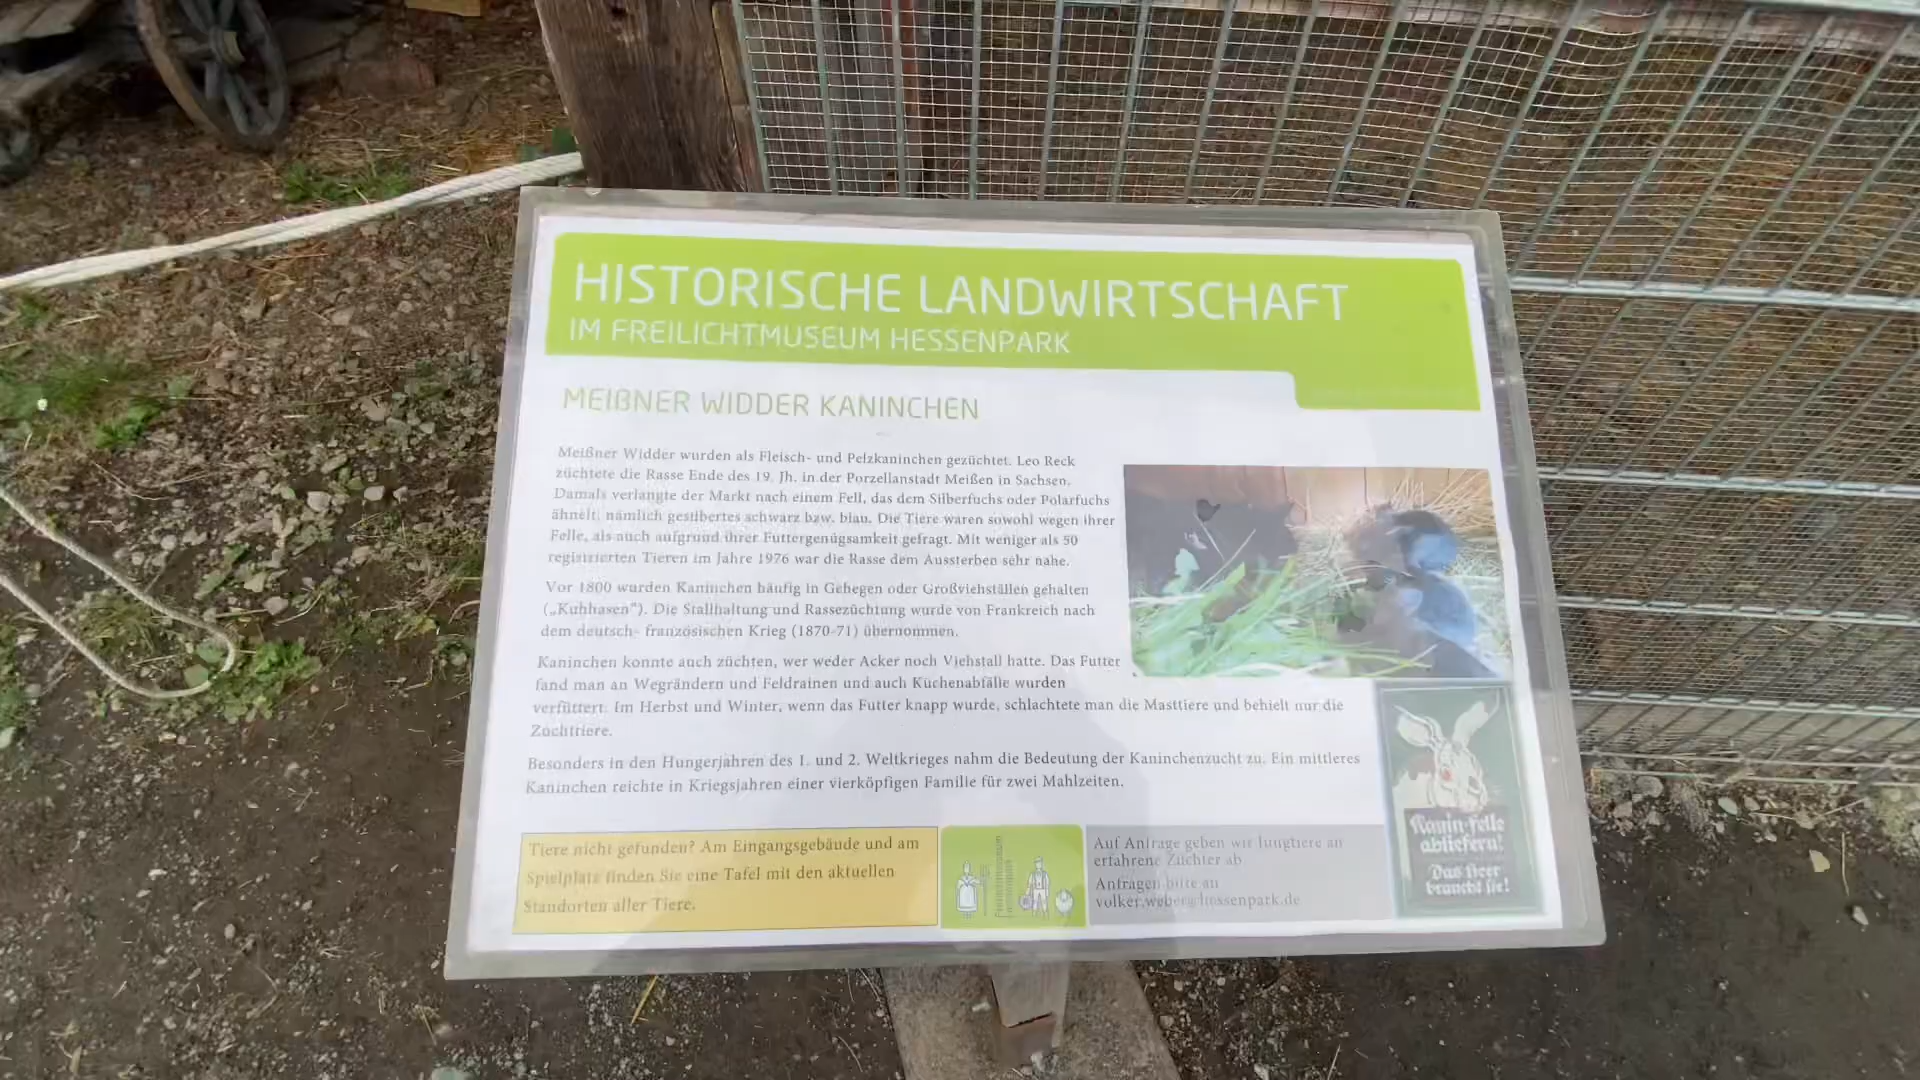 HISTORISCHE LANDWIRTSCHAFT
IM FREILICHTMUSEUM HESSENPARK
MEIẞNER WIDDER KANINCHEN
Meißner Widder wurden als Fleisch- und Pelzkaninchen gezüchtet. Leo Reck
züchtete die Rasse Ende des 19. Jh. in der Porzellanstadt Meißen in Sachsen.
Damals verlangte der Markt nach einem Fell, das dem Silberfuchs oder Polarfuchs
ähnelt, nämlich gesilbertes schwarz bzw. blau. Die Tiere waren sowohl wegen ihrer
Felle, als auch aufgrund ihrer Futtergenügsamkeit gefragt. Mit weniger als 50
registrierten Tieren im Jahre 1976 war die Rasse dem Aussterben sehr nahe.
Vor 1800 wurden Kaninchen häufig in Gehegen oder Großviehställen gehalten
(„Kuhhasen"). Die Stallhaltung und Rassezüchtung wurde von Frankreich nach
dem deutsch- französischen Krieg (1870-71) übernommen.
Kaninchen konnte auch züchten, wer weder Acker noch Viehstall hatte. Das Futter
fand man an Wegrändern und Feldrainen und auch Küchenabfälle wurden
verfüttert. Im Herbst und Winter, wenn das Futter knapp wurde, schlachtete man die Masttiere und behielt nur die
Zuchttiere.
Besonders in den Hungerjahren des 1. und 2. Weltkrieges nahm die Bedeutung der Kaninchenzucht zu. Ein mittleres
Kaninchen reichte in Kriegsjahren einer vierköpfigen Familie für zwei Mahlzeiten.
Tiere nicht gefunden? Am Eingangsgebäude und am
Spielplatz finden Sie eine Tafel mit den aktuellen
Standorten aller Tiere.
Auf Anfrage geben wir Jungtiere an
erfahrene Züchter ab
Anfragen bitte an
volker.weber@hessenpark.de
Kanin-Felle
abliefern!
Das Heer
braucht sie!